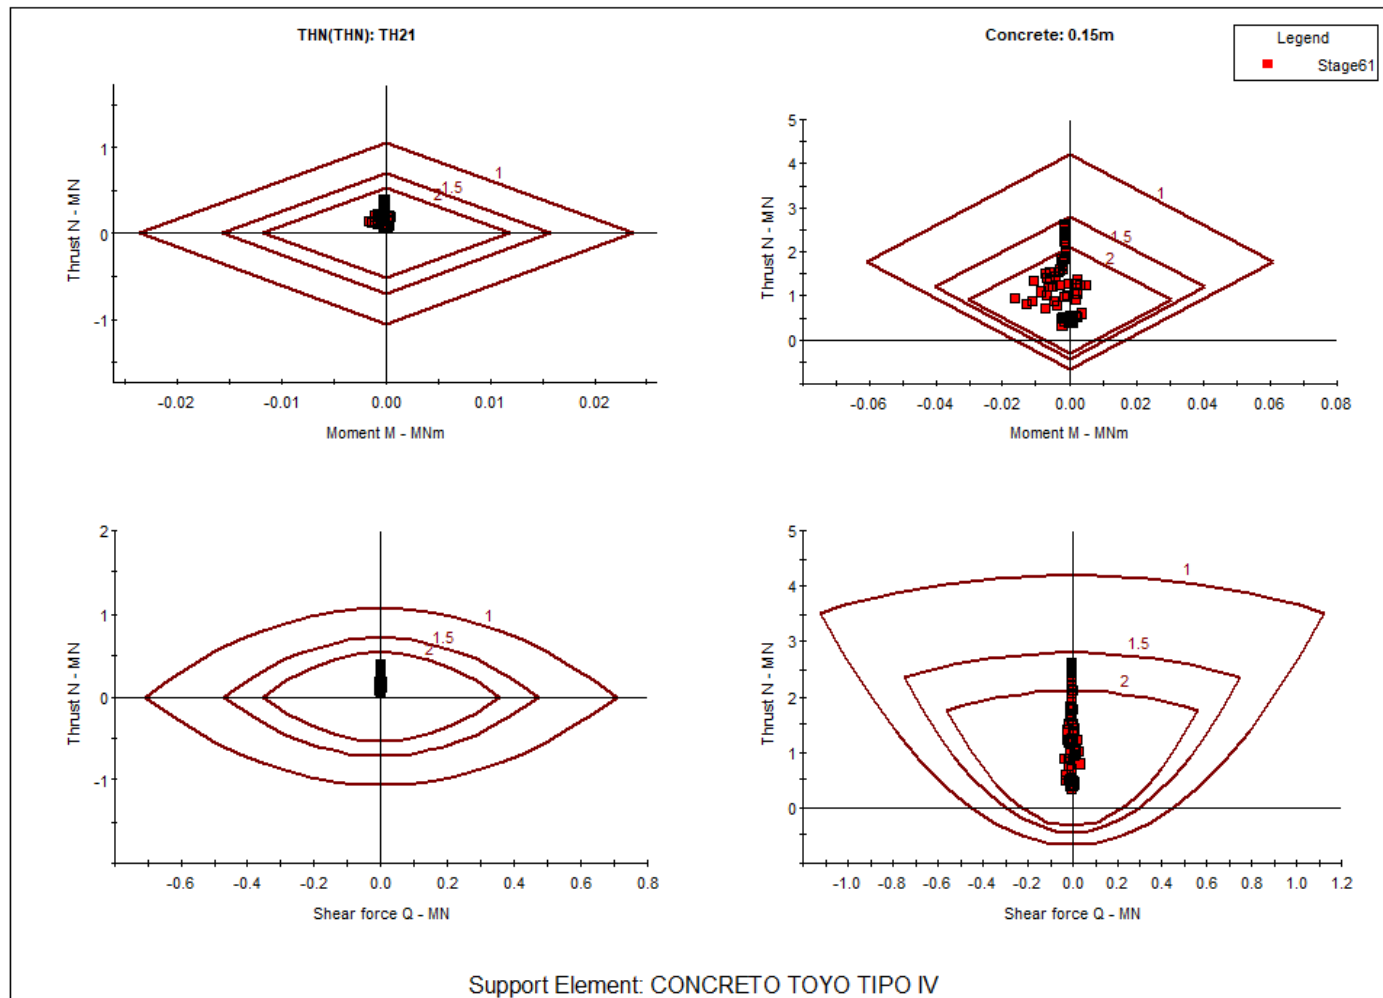 THN(THN): TH21
Concrete: 0.15m
Legend
Stage61
Thrust N - MN
1
0
-1
1
1.5
2
-0.02 -0.01 0.00 0.01 0.02
Moment M - MNm
Thrust N - MN
5
4
3
2
1
0
1
1.5
2
-0.06 -0.04 -0.02 0.00 0.02 0.04 0.06 0.08
Moment M - MNm
Thrust N - MN
2
1
0
-1
1
1.5
2
-0.6 -0.4 -0.2 0.0 0.2 0.4 0.6 0.8
Shear force Q - MN
Thrust N - MN
5
4
3
2
1
0
1
1.5
2
-1.0 -0.8 -0.6 -0.4 -0.2 0.0 0.2 0.4 0.6 0.8 1.0 1.2
Shear force Q - MN
Support Element: CONCRETO TOYO TIPO IV